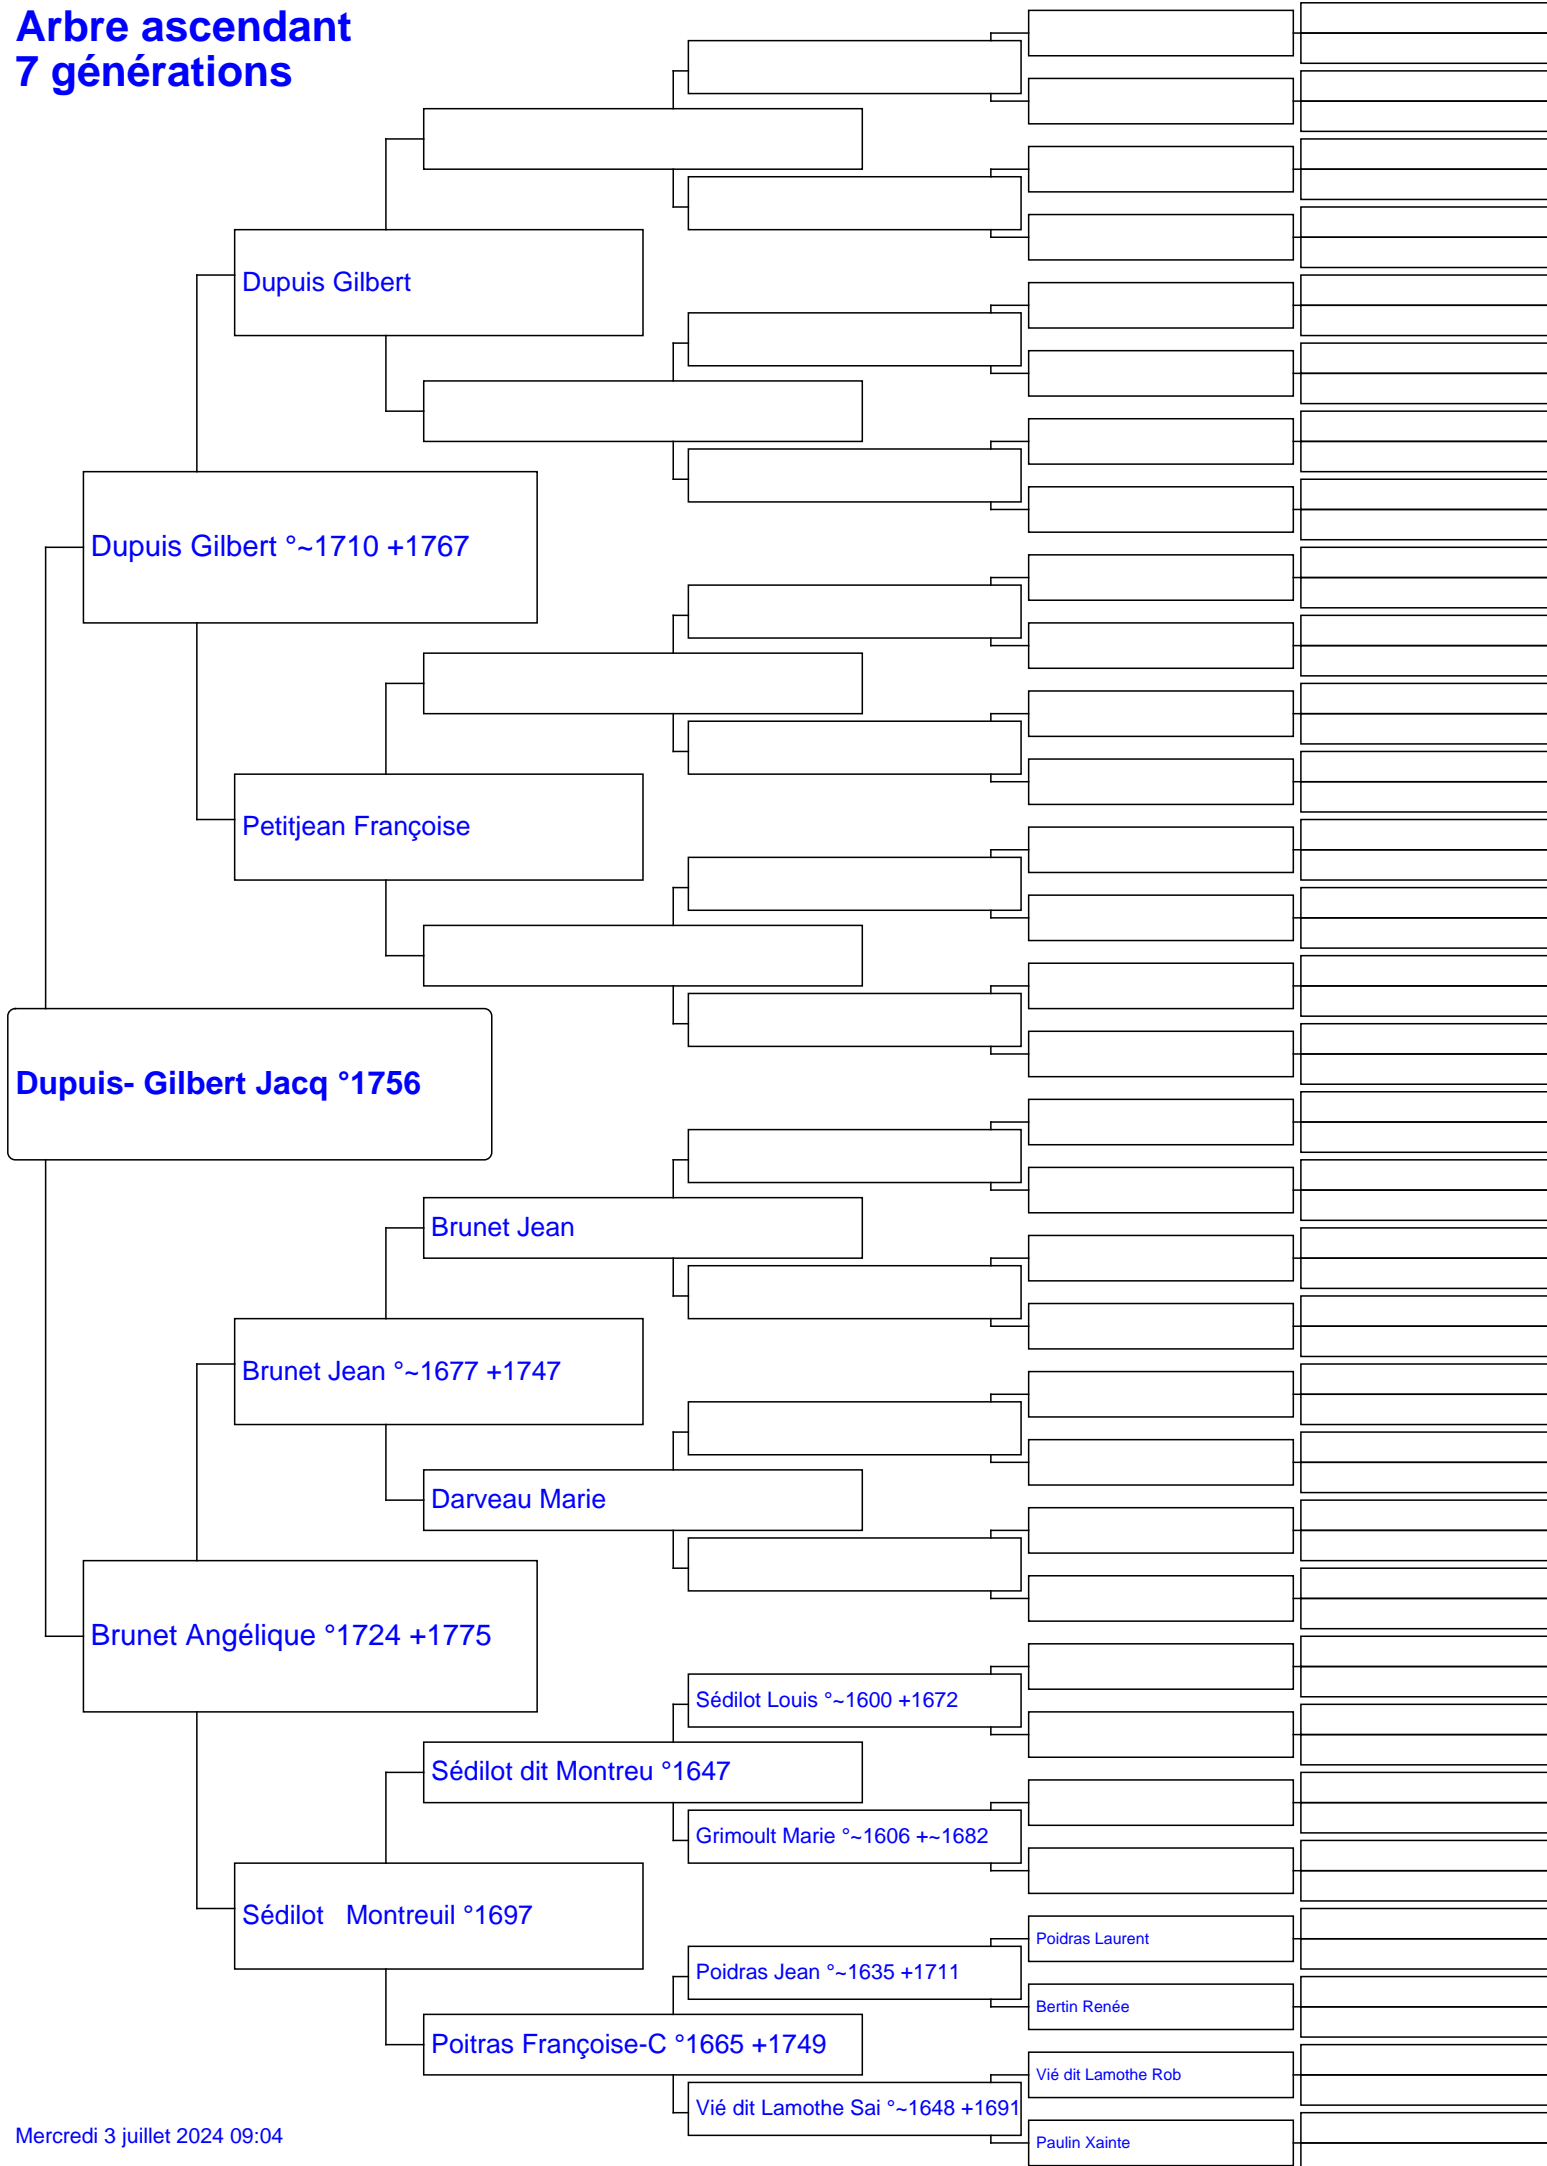 Arbre ascendant
7 générations
Dupuis Gilbert
Dupuis Gilbert °~1710 +1767
Petitjean Françoise
Dupuis- Gilbert Jacq °1756
Brunet Jean
Brunet Jean °~1677 +1747
Darveau Marie
Brunet Angélique °1724 +1775
Sédilot Louis °~1600 +1672
Sédilot dit Montreu °1647
Grimoult Marie °~1606 +~1682
Sédilot   Montreuil °1697
Poidras Laurent
Poidras Jean °~1635 +1711
Bertin Renée
Poitras Françoise-C °1665 +1749
Vié dit Lamothe Rob
Vié dit Lamothe Sai °~1648 +1691
Paulin Xainte
Mercredi 3 juillet 2024 09:04